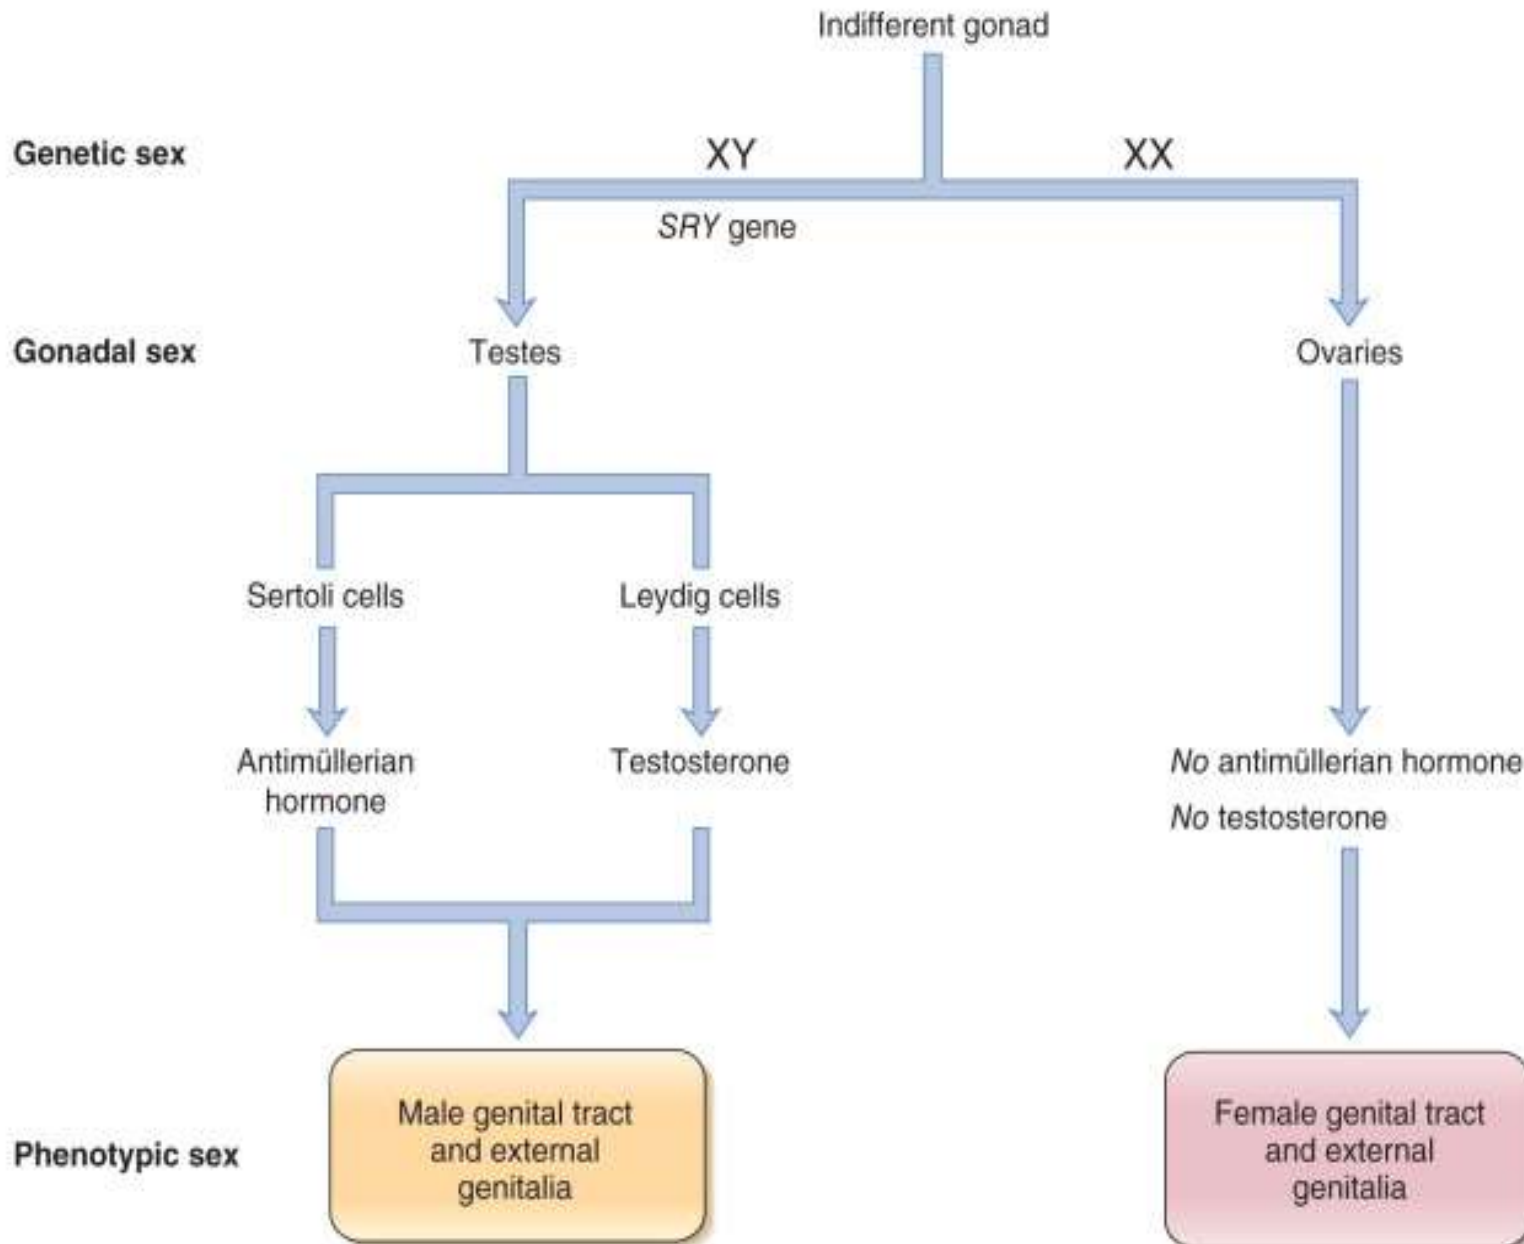 Indifferent gonad
Genetic sex
XY
XX
SRY gene
Gonadal sex
Testes
Ovaries
Sertoli cells
Leydig cells
Antimüllerian
hormone
Testosterone
No antimüllerian hormone
No testosterone
Phenotypic sex
Male genital tract
and external
genitalia
Female genital tract
and external
genitalia